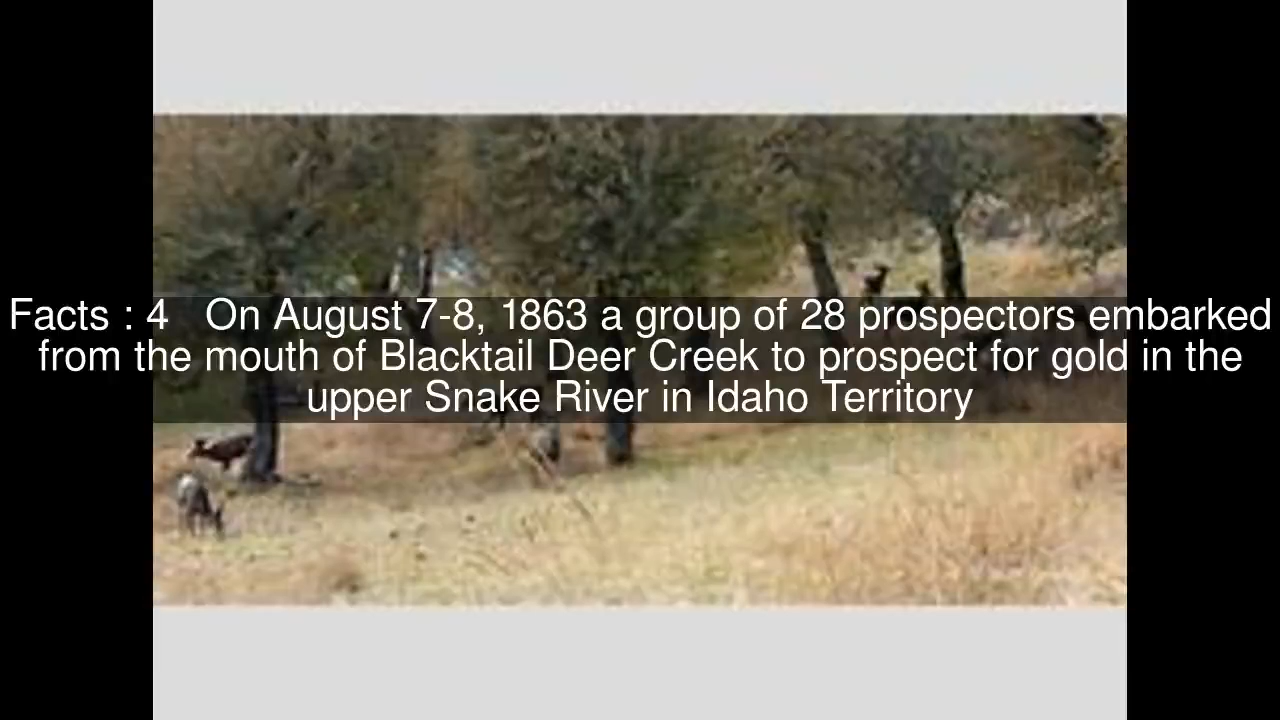 Facts : 4 On August 7-8, 1863 a group of 28 prospectors embarked
from the mouth of Blacktail Deer Creek to prospect for gold in the
upper Snake River in Idaho Territory